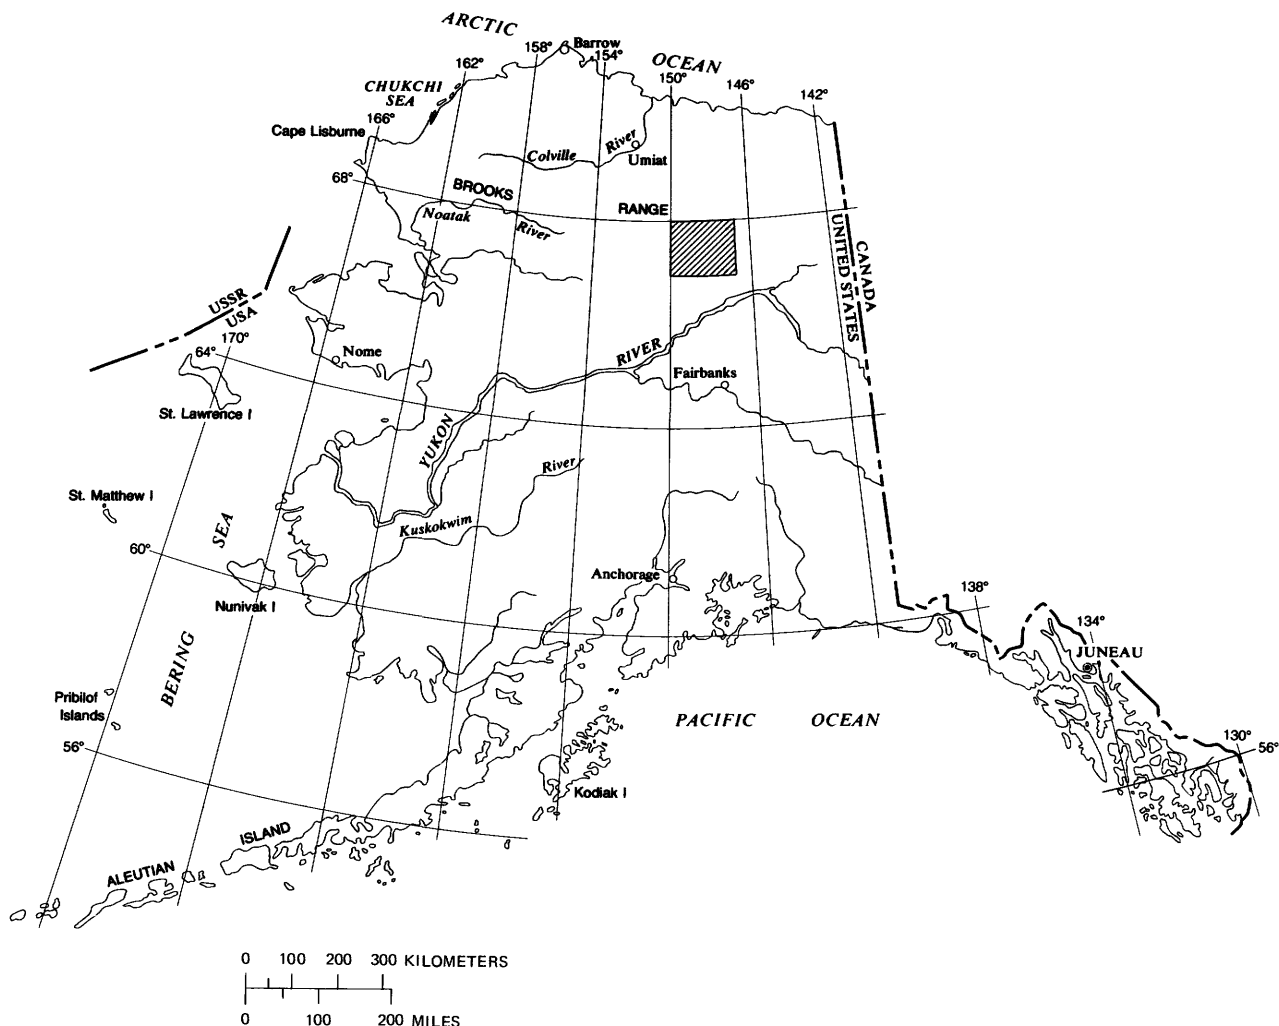 ARCTIC
OCEAN
Barrow
158°
154°
162°
150°
146°
142°
CHUKCHI
SEA
166°
Cape Lisburne
Colville
River
Umiat
68°
BROOKS
RANGE
Noatak
River
CANADA
UNITED STATES
USSR
USA
170°
64°
Nome
RIVER
Fairbanks
St. Lawrence I
YUKON
River
St. Matthew I
Kuskokwim
SEA
60°
Anchorage
Nunivak I
138°
134°
JUNEAU
BERING
Pribilof
Islands
PACIFIC OCEAN
56°
130°
56°
Kodiak I
ISLAND
ALEUTIAN
0 100 200 300 KILOMETERS
0 100 200 MILES